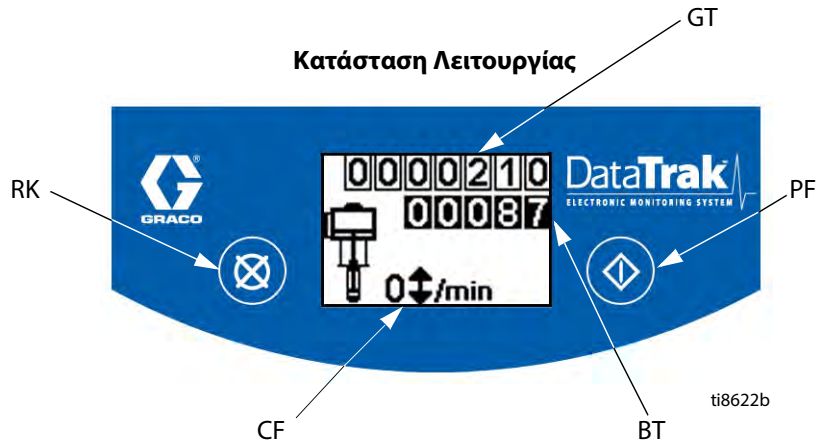 GT
Κατάσταση Λειτουργίας
GRACO
®
0000210
00087
0 /min
DataTrak
ELECTRONIC MONITORING SYSTEM
RK
PF
CF
BT
ti8622b